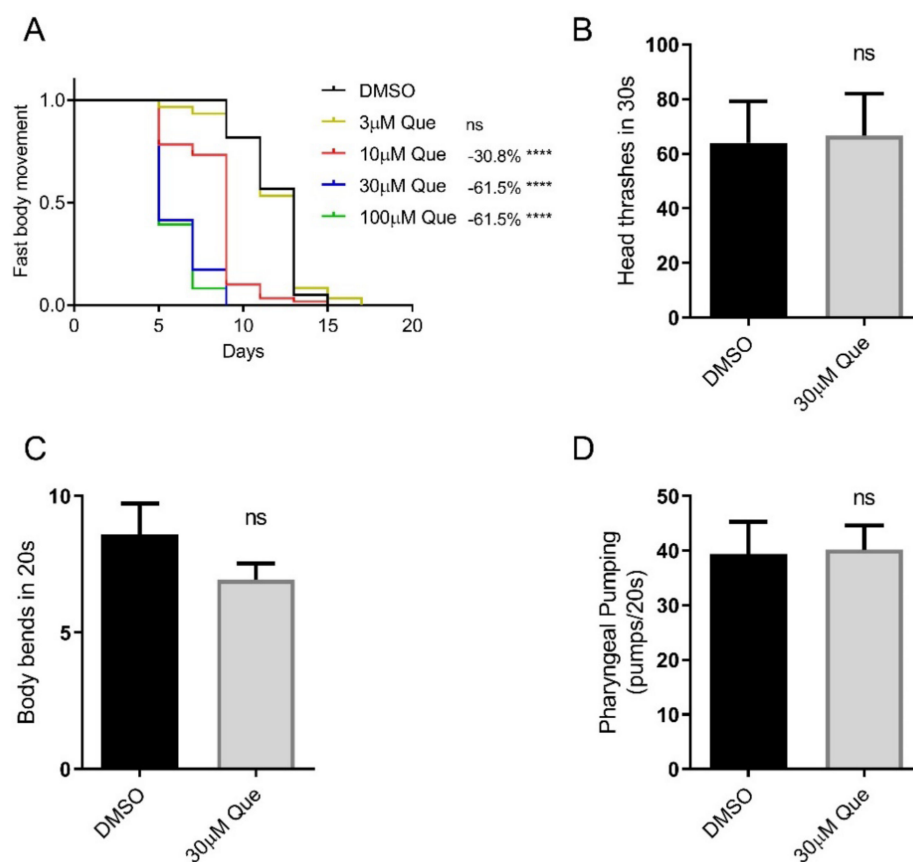 A
Fast body movement
1.0
0.5
0.0
0 5 10 15 20
Days
DMSO
3μM Que ns
10μM Que -30.8% ****
30μM Que -61.5% ****
100μM Que -61.5% ****
B
Head thrashes in 30s
100
80
60
40
20
0
ns
DMSO
30μM Que
C
Body bends in 20s
10
5
0
ns
DMSO
30μM Que
D
Pharyngeal Pumping
(pumps/20s)
50
40
30
20
10
0
ns
DMSO
30μM Que